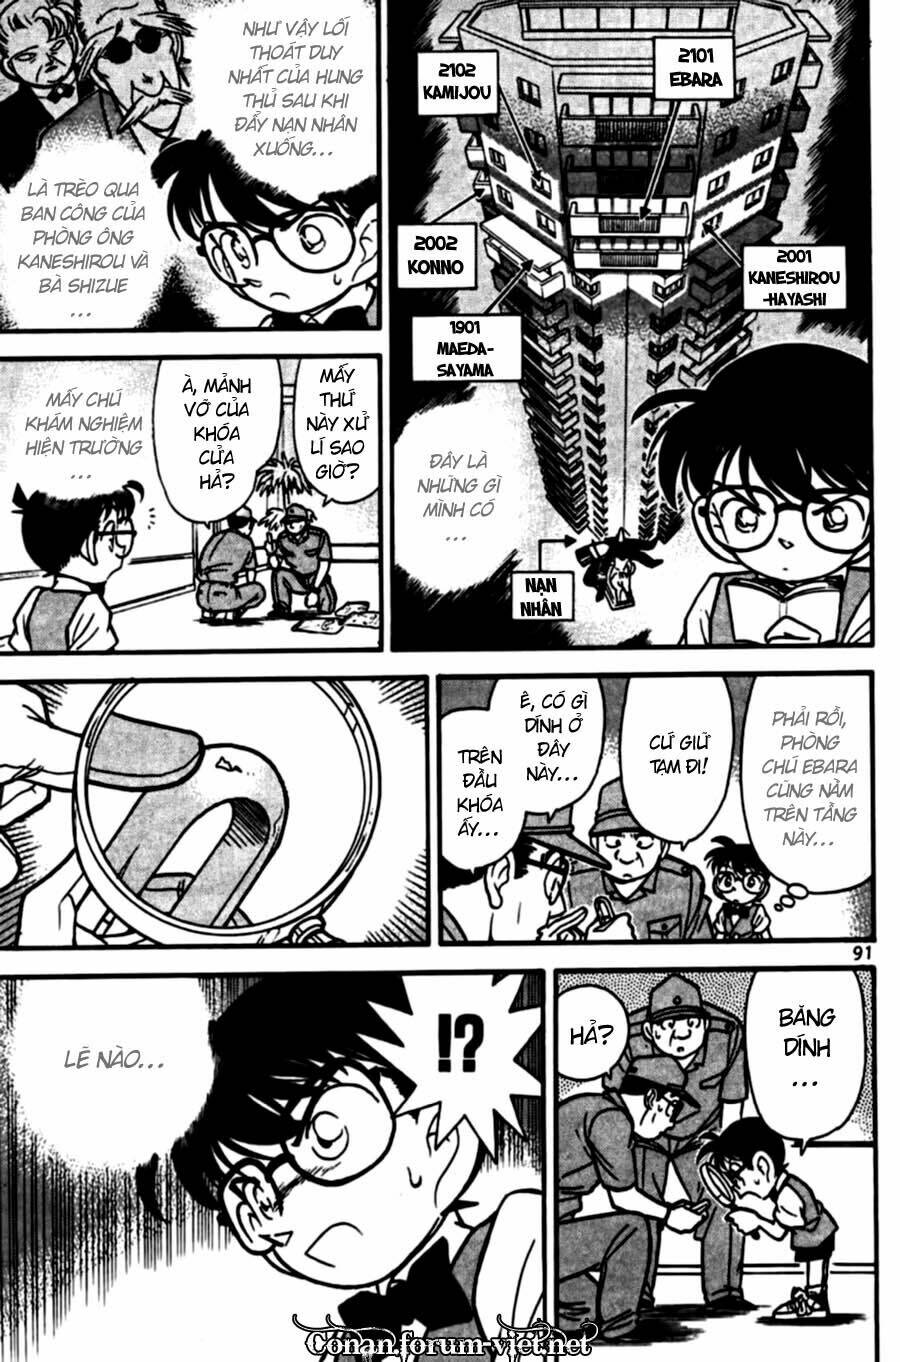 2102
KAMIJOU
2101
EBARA
2002
KONNO
2001
KANESHIROU
-HAYASHI
1901
MAEDA-
SAYAMA
ĐÂY LÀ
NHỮNG GÌ
MÌNH CÓ
...
NẠN
NHÂN
NHƯ VẬY LỐI
THOÁT DUY
NHẤT CỦA HUNG
THỦ SAU KHI
ĐẨY NẠN NHÂN
XUỐNG...
LÀ TRÈO QUA
BAN CÔNG CỦA
PHÒNG ÔNG
KANESHIROU VÀ
BÀ SHIZUE
...
MẤY
THỨ
NÀY XỬ
LÍ SAO
GIỜ?
À, MẢNH
VỠ CỦA
KHÓA
CỬA
HẢ?
MẤY CHÚ
KHÁM NGHIỆM
HIỆN TRƯỜNG
...
PHẢI RỒI,
PHÒNG
CHÚ EBARA
CŨNG NẰM
TRÊN TẦNG
NÀY...
CỨ GIỮ
TẠM ĐI!
Ê, CÓ GÌ
DÍNH Ở
ĐÂY
NÀY...
TRÊN
ĐẦU
KHÓA
ẤY...
91
BĂNG
DÍNH
...
HẢ?
!?
LẼ NÀO...
Conan.forum-viet.net